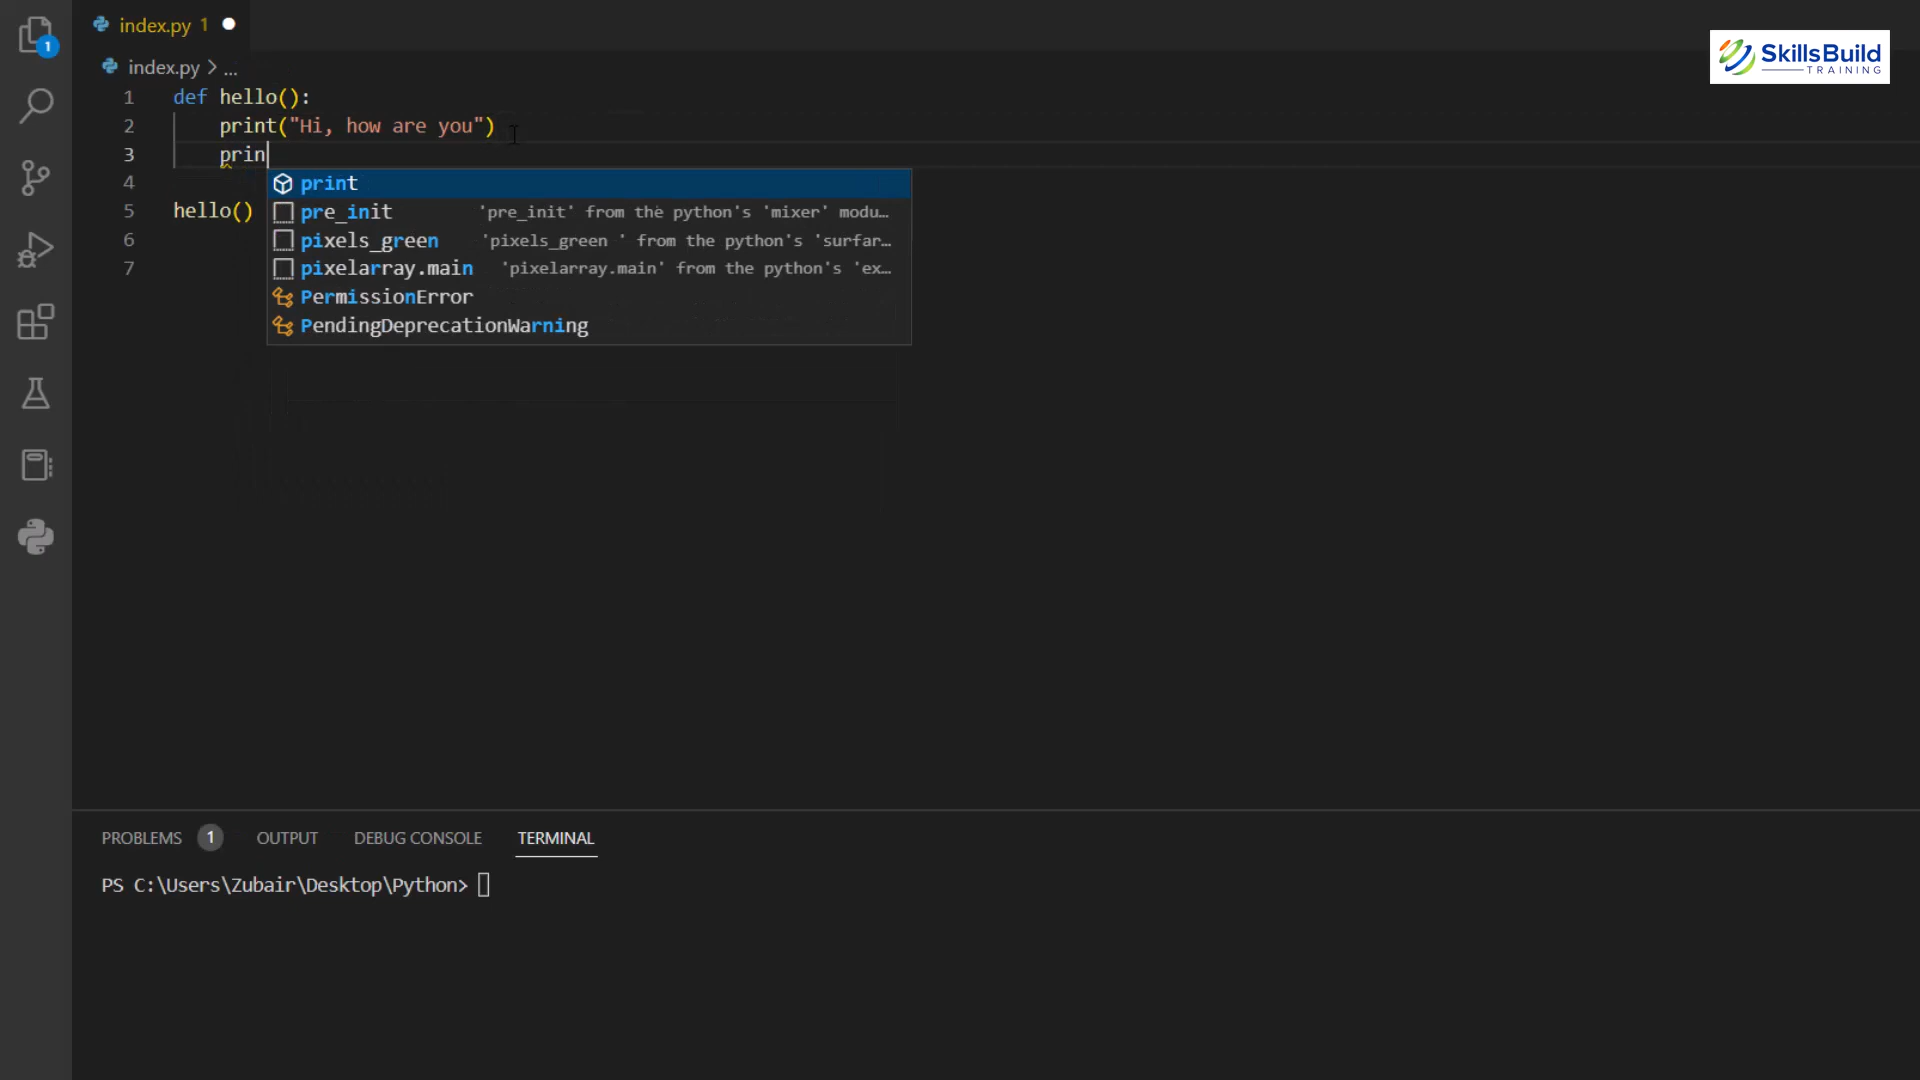 index.py 1
1
SkillsBuild
TRAINING
index.py > ...
1 def hello():
2 print("Hi, how are you")
3 prin
print
4
pre_init 'pre_init' from the python's 'mixer' modu…
5 hello()
pixels_green 'pixels_green ' from the python's 'surfar…
6
pixelarray.main 'pixelarray.main' from the python's 'ex…
7
PermissionError
PendingDeprecationWarning
PROBLEMS 1 OUTPUT DEBUG CONSOLE TERMINAL
PS C:\Users\Zubair\Desktop\Python>